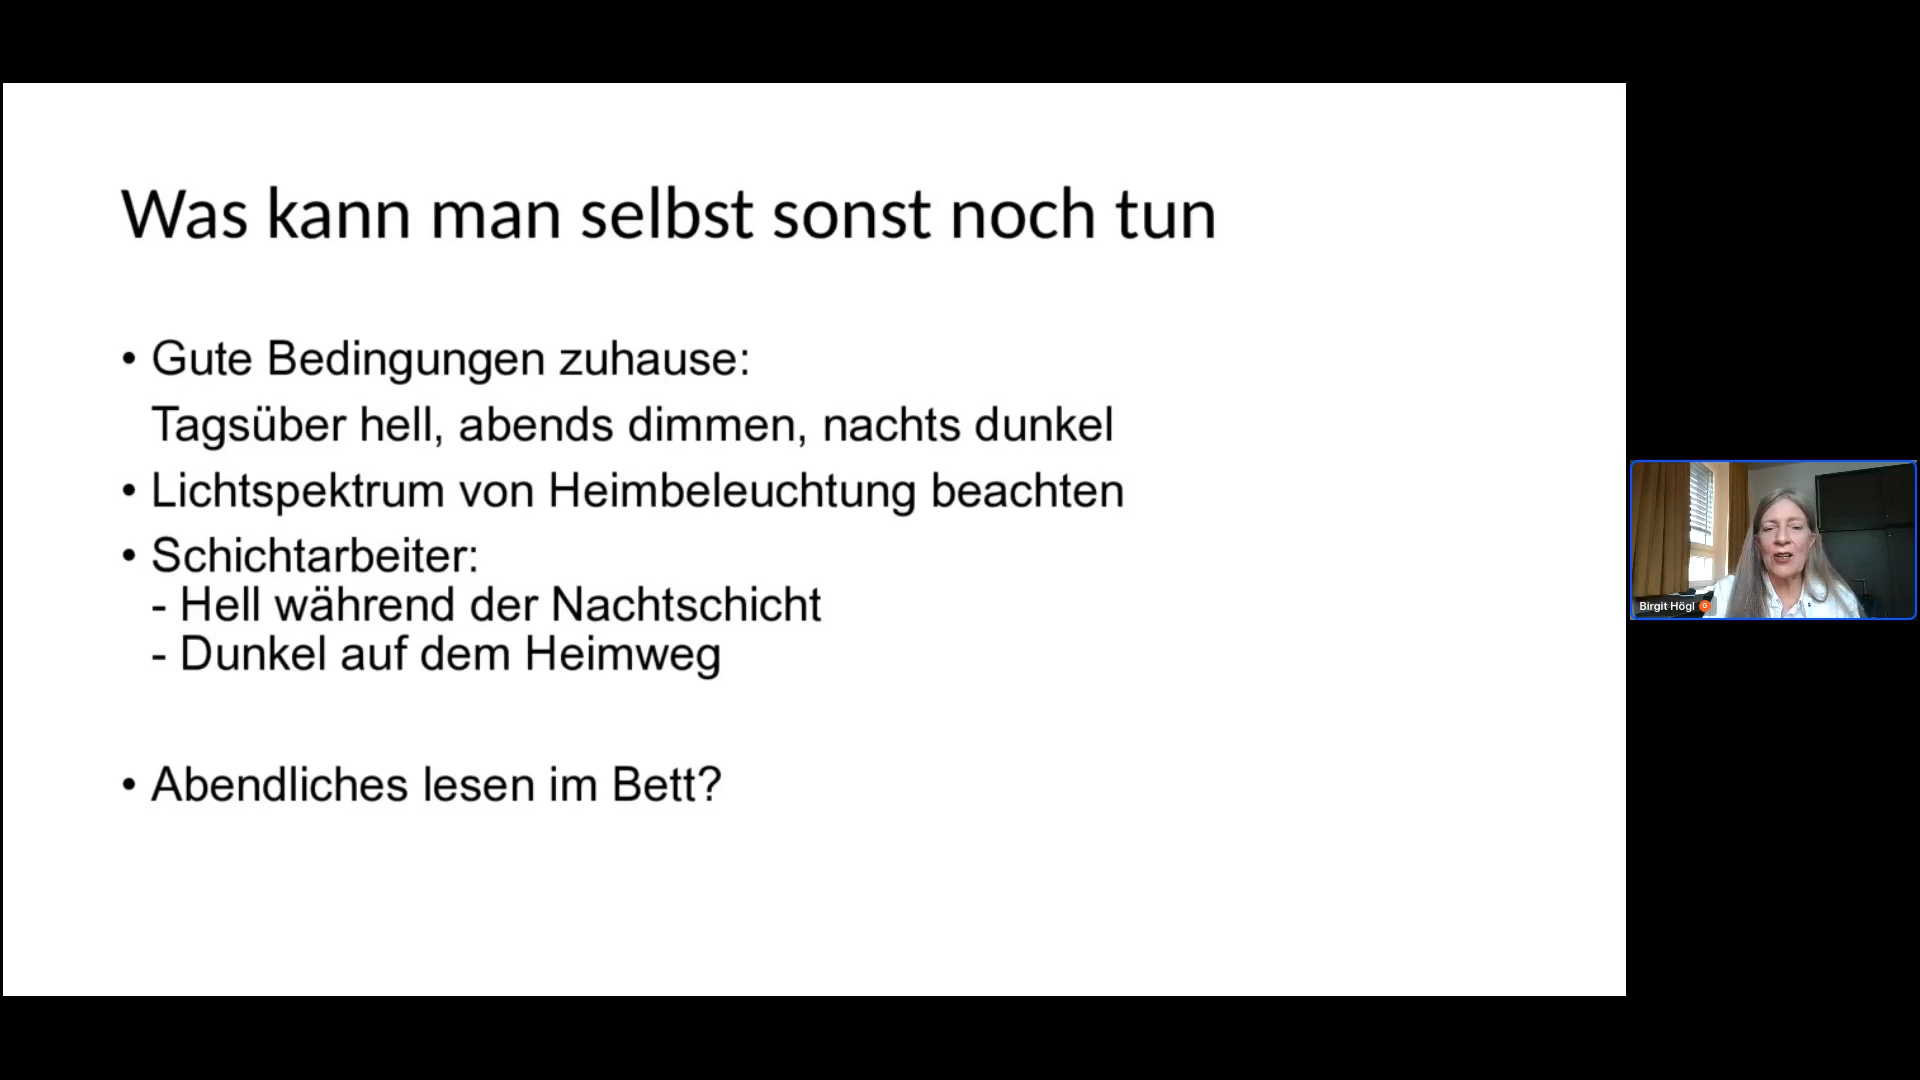 Was kann man selbst sonst noch tun
• Gute Bedingungen zuhause:
Tagsüber hell, abends dimmen, nachts dunkel
• Lichtspektrum von Heimbeleuchtung beachten
• Schichtarbeiter:
- Hell während der Nachtschicht
- Dunkel auf dem Heimweg
• Abendliches lesen im Bett?
Birgit Högl